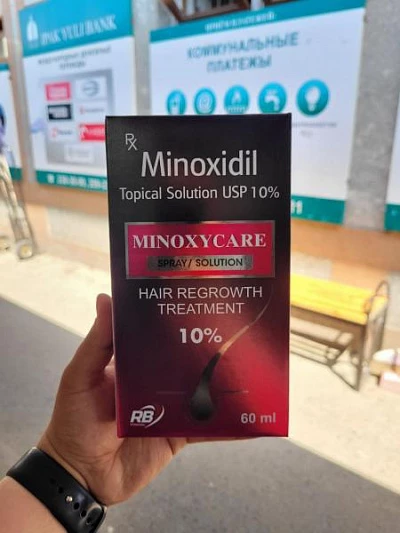 IPAK YULI BANK
КОММУНАЛЬНЫЕ
ПЛАТЕЖЫ
Rx
Minoxidil
Topical Solution USP 10%
MINOXYCARE
SPRAY/ SOLUTION
HAIR REGROWTH
TREATMENT
10%
RB
60 ml